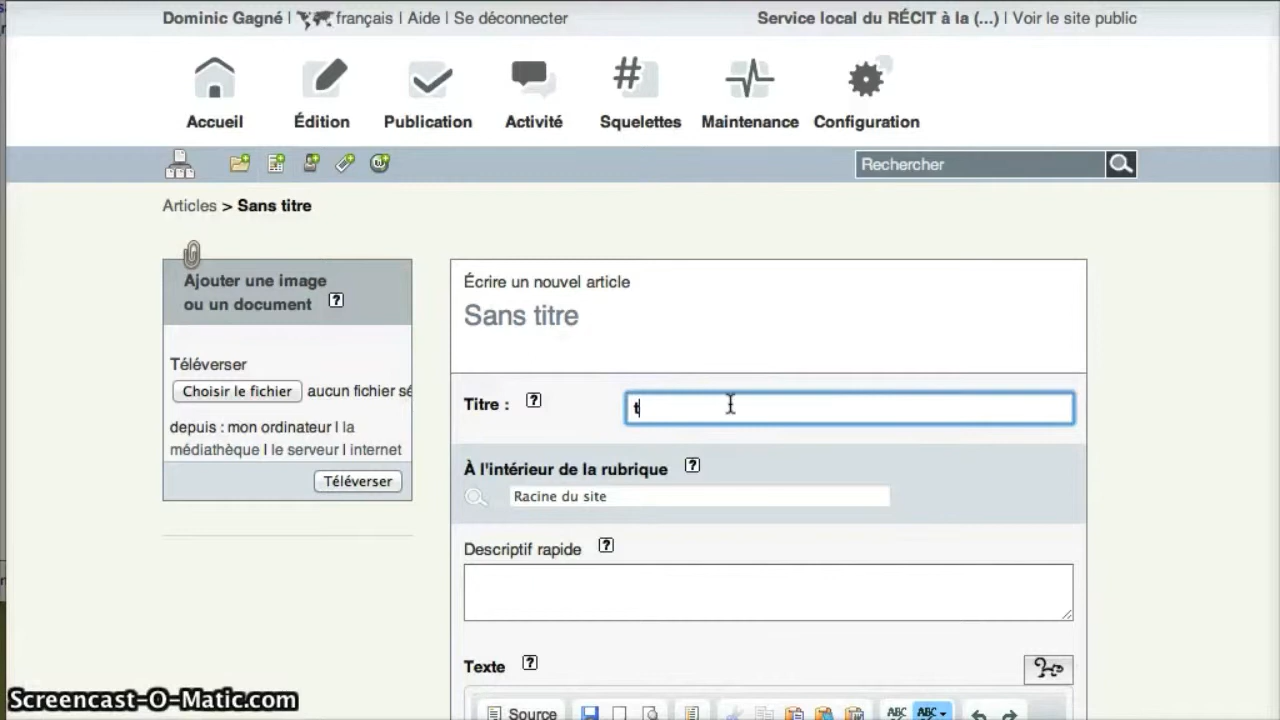 Dominic Gagné | français | Aide | Se déconnecter
Service local du RÉCIT à la (...) | Voir le site public
Accueil
Édition
Publication
Activité
Squelettes
Maintenance
Configuration
Rechercher
Articles > Sans titre
Ajouter une image
ou un document ?
Téléverser
Choisir le fichier aucun fichier sé
depuis : mon ordinateur | la
médiathèque | le serveur | internet
Téléverser
Écrire un nouvel article
Sans titre
Titre : ?
t
À l'intérieur de la rubrique ?
Racine du site
Descriptif rapide ?
Texte ?
Source
ABC ABC
Screencast-O-Matic.com